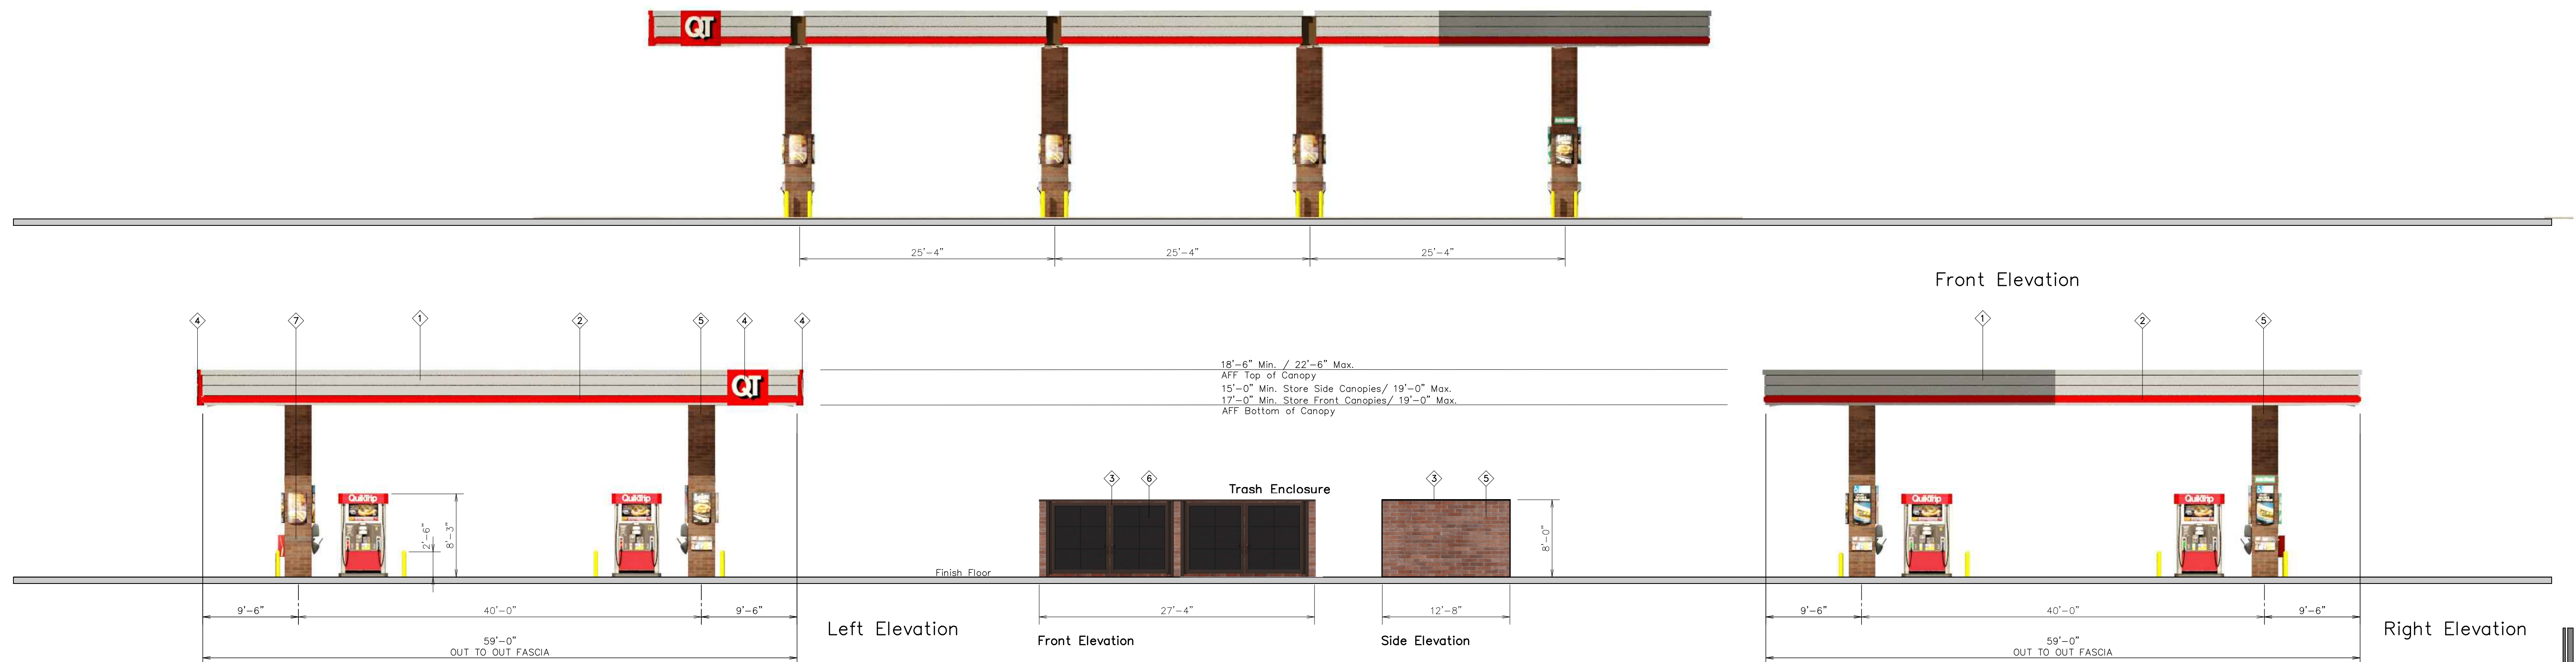 QT
25'-4" 25'-4" 25'-4"
Front Elevation
4 7 1 2 5 4 4
QT
18'-6" Min. / 22'-6" Max.
AFF Top of Canopy
15'-0" Min. Store Side Canopies/ 19'-0" Max.
17'-0" Min. Store Front Canopies/ 19'-0" Max.
AFF Bottom of Canopy
1 2 5
QuikTrip QuikTrip
2'-6"
8'-3"
3 6
Trash Enclosure
3 5
8'-0"
QuikTrip QuikTrip
Finish Floor
9'-6" 40'-0" 9'-6"
59'-0"
OUT TO OUT FASCIA
Left Elevation
27'-4"
Front Elevation
12'-8"
Side Elevation
9'-6" 40'-0" 9'-6"
59'-0"
OUT TO OUT FASCIA
Right Elevation